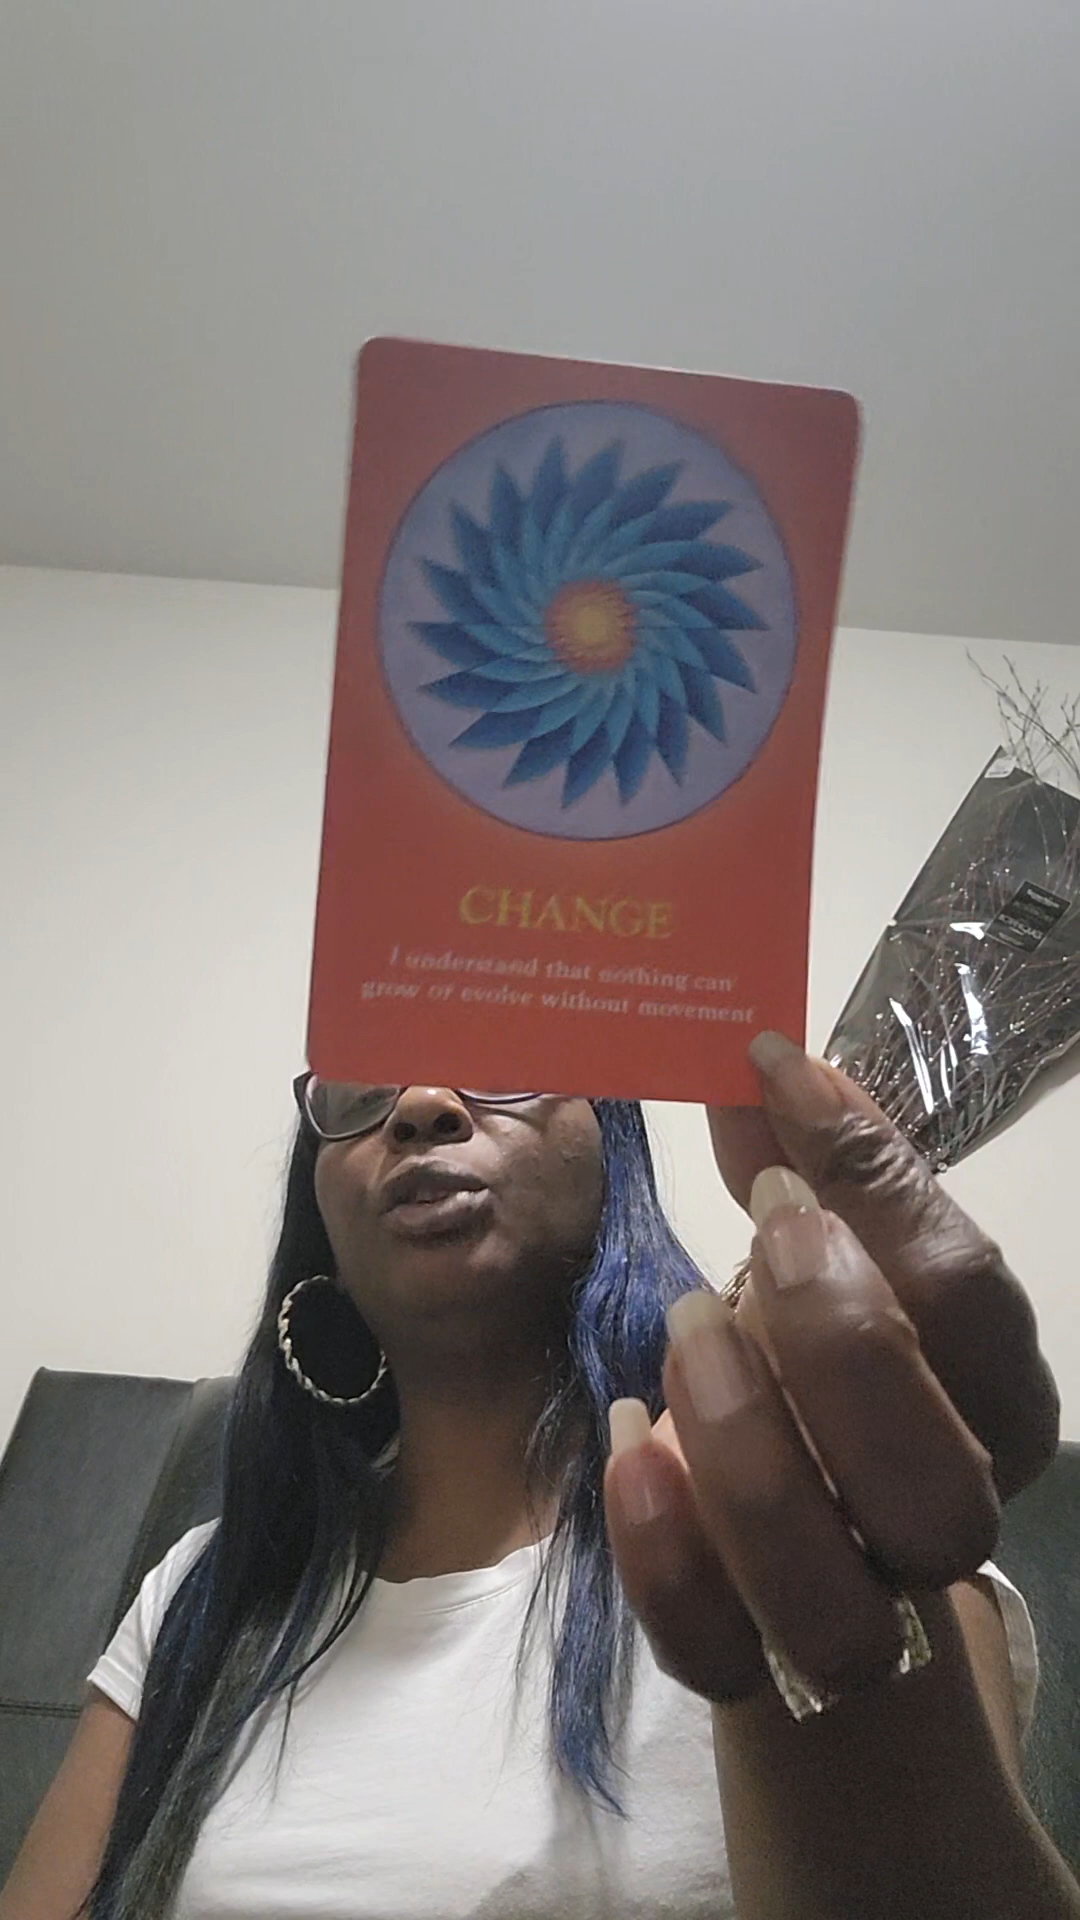 CHANGE
I understand that nothing can
grow or evolve without movement